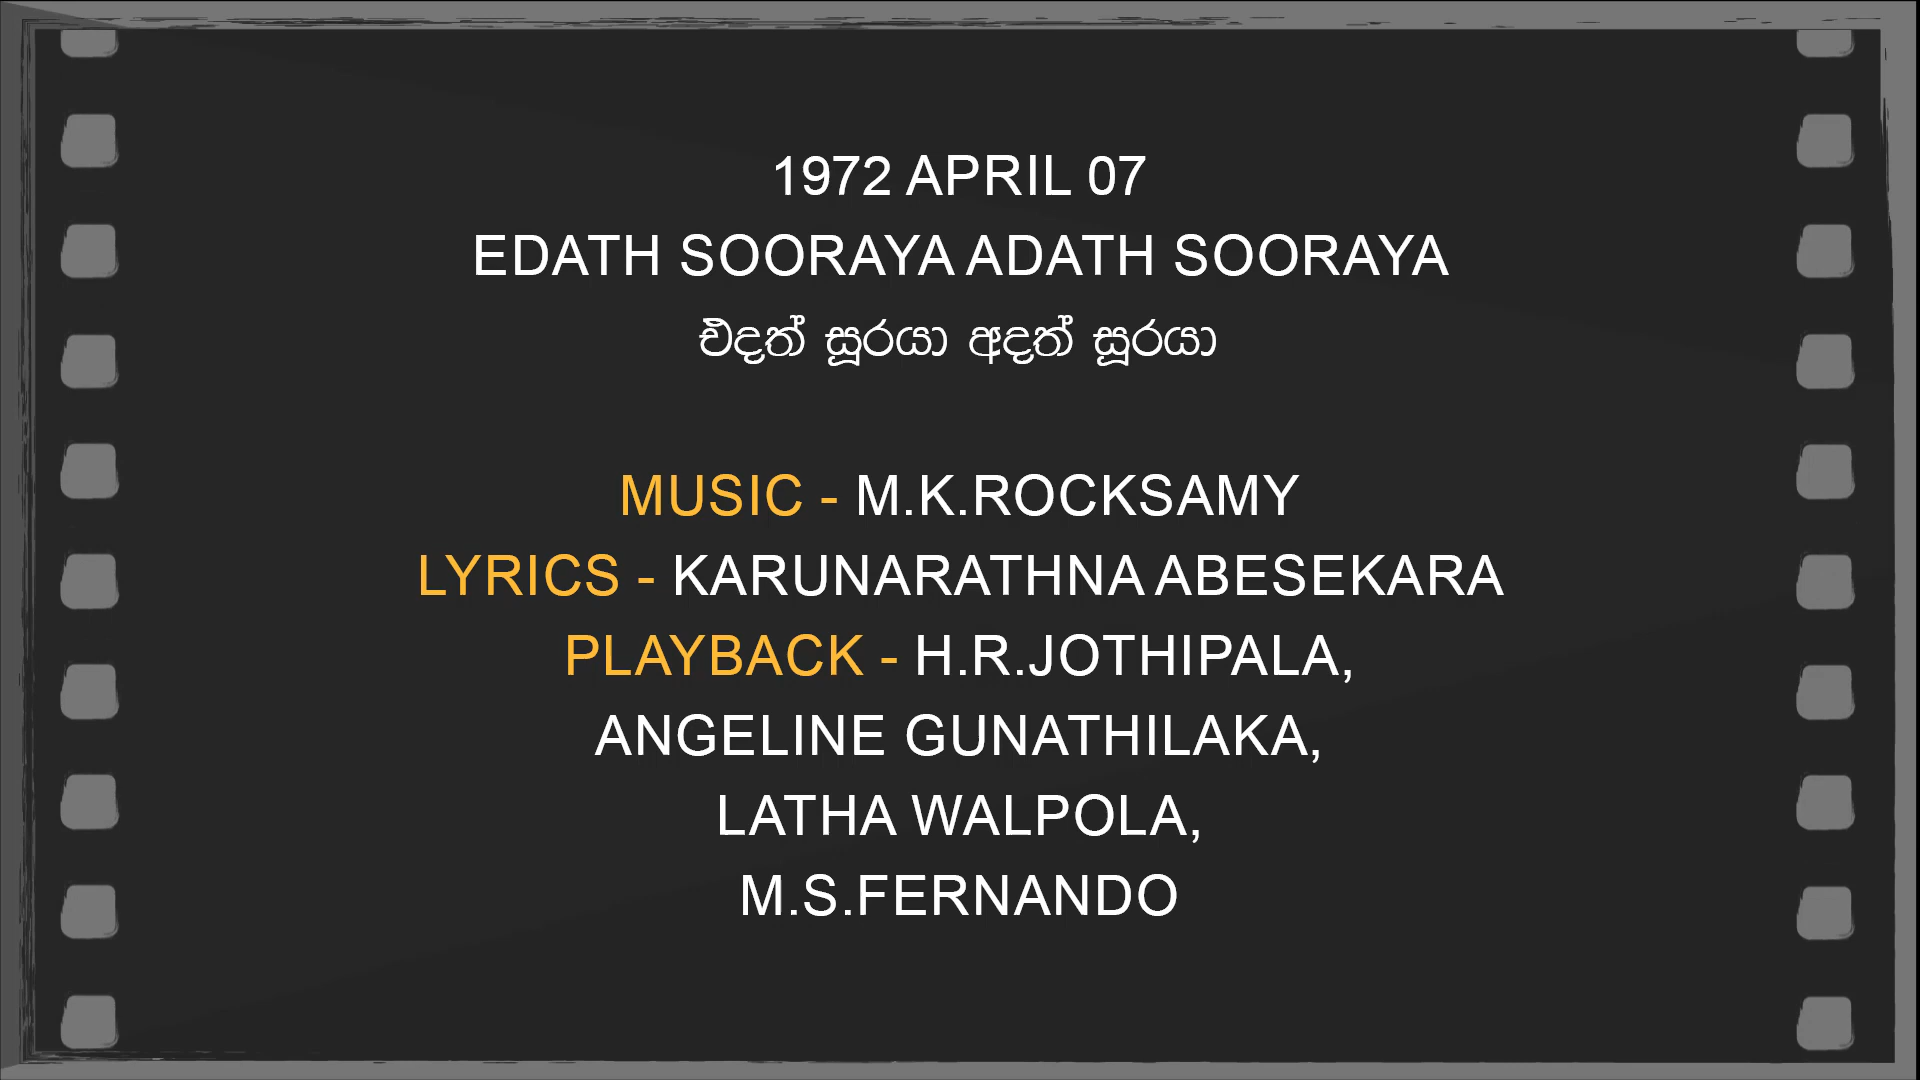 1972 APRIL 07
EDATH SOORAYA ADATH SOORAYA
එදත් සූරයා අදත් සූරයා
MUSIC - M.K.ROCKSAMY
LYRICS - KARUNARATHNA ABESEKARA
PLAYBACK - H.R.JOTHIPALA,
ANGELINE GUNATHILAKA,
LATHA WALPOLA,
M.S.FERNANDO